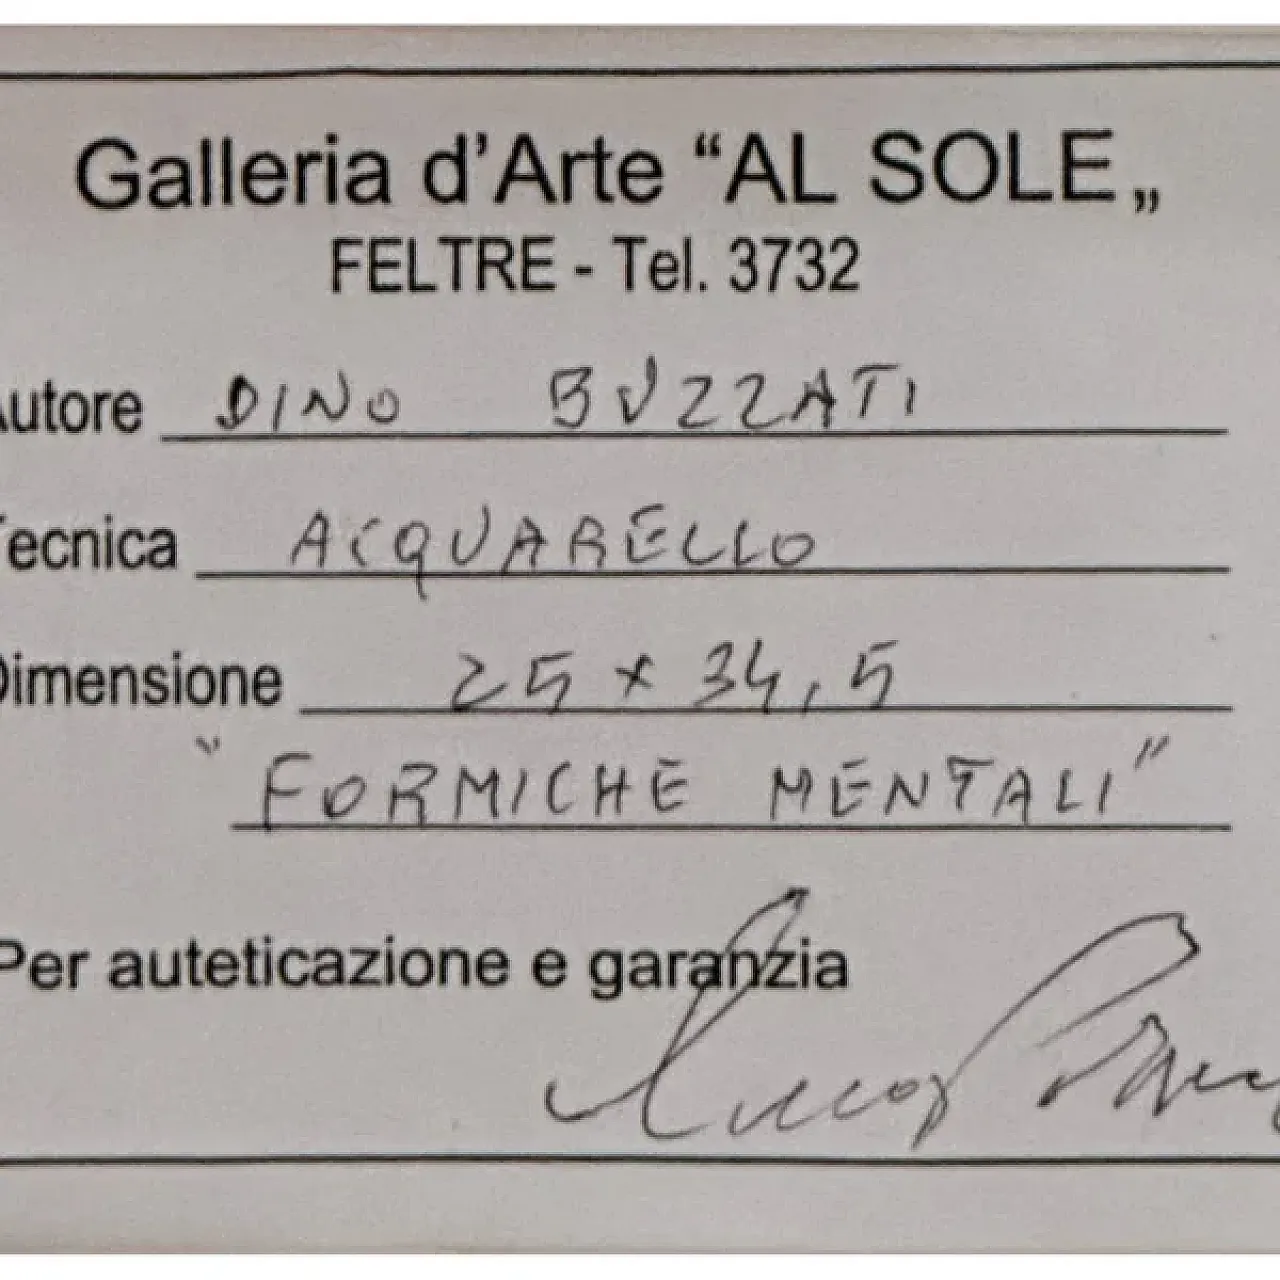 Galleria d'Arte “AL SOLE„
FELTRE - Tel. 3732
Autore DINO BUZZATI
Tecnica ACQUARELLO
Dimensione 25 x 34,5
"FORMICHE MENTALI"
Per auteticazione e garanzia